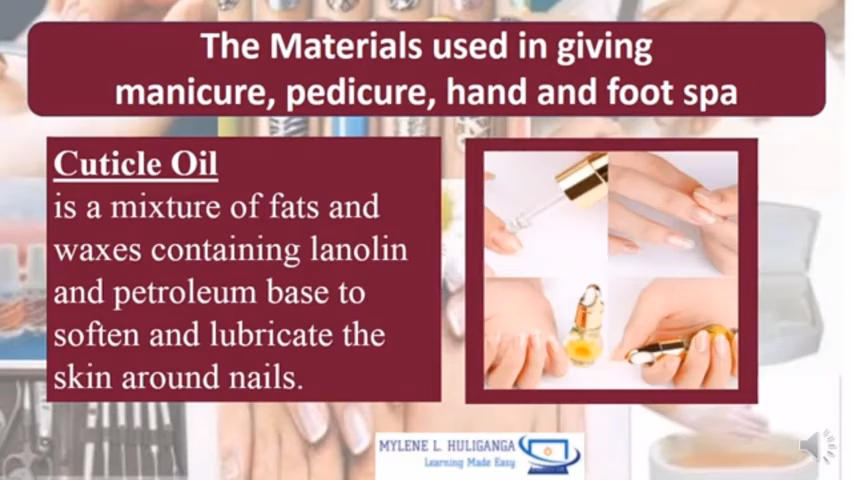 The Materials used in giving
manicure, pedicure, hand and foot spa
Cuticle Oil
is a mixture of fats and
waxes containing lanolin
and petroleum base to
soften and lubricate the
skin around nails.
MYLENE L. HULIGANGA
Learning Made Easy